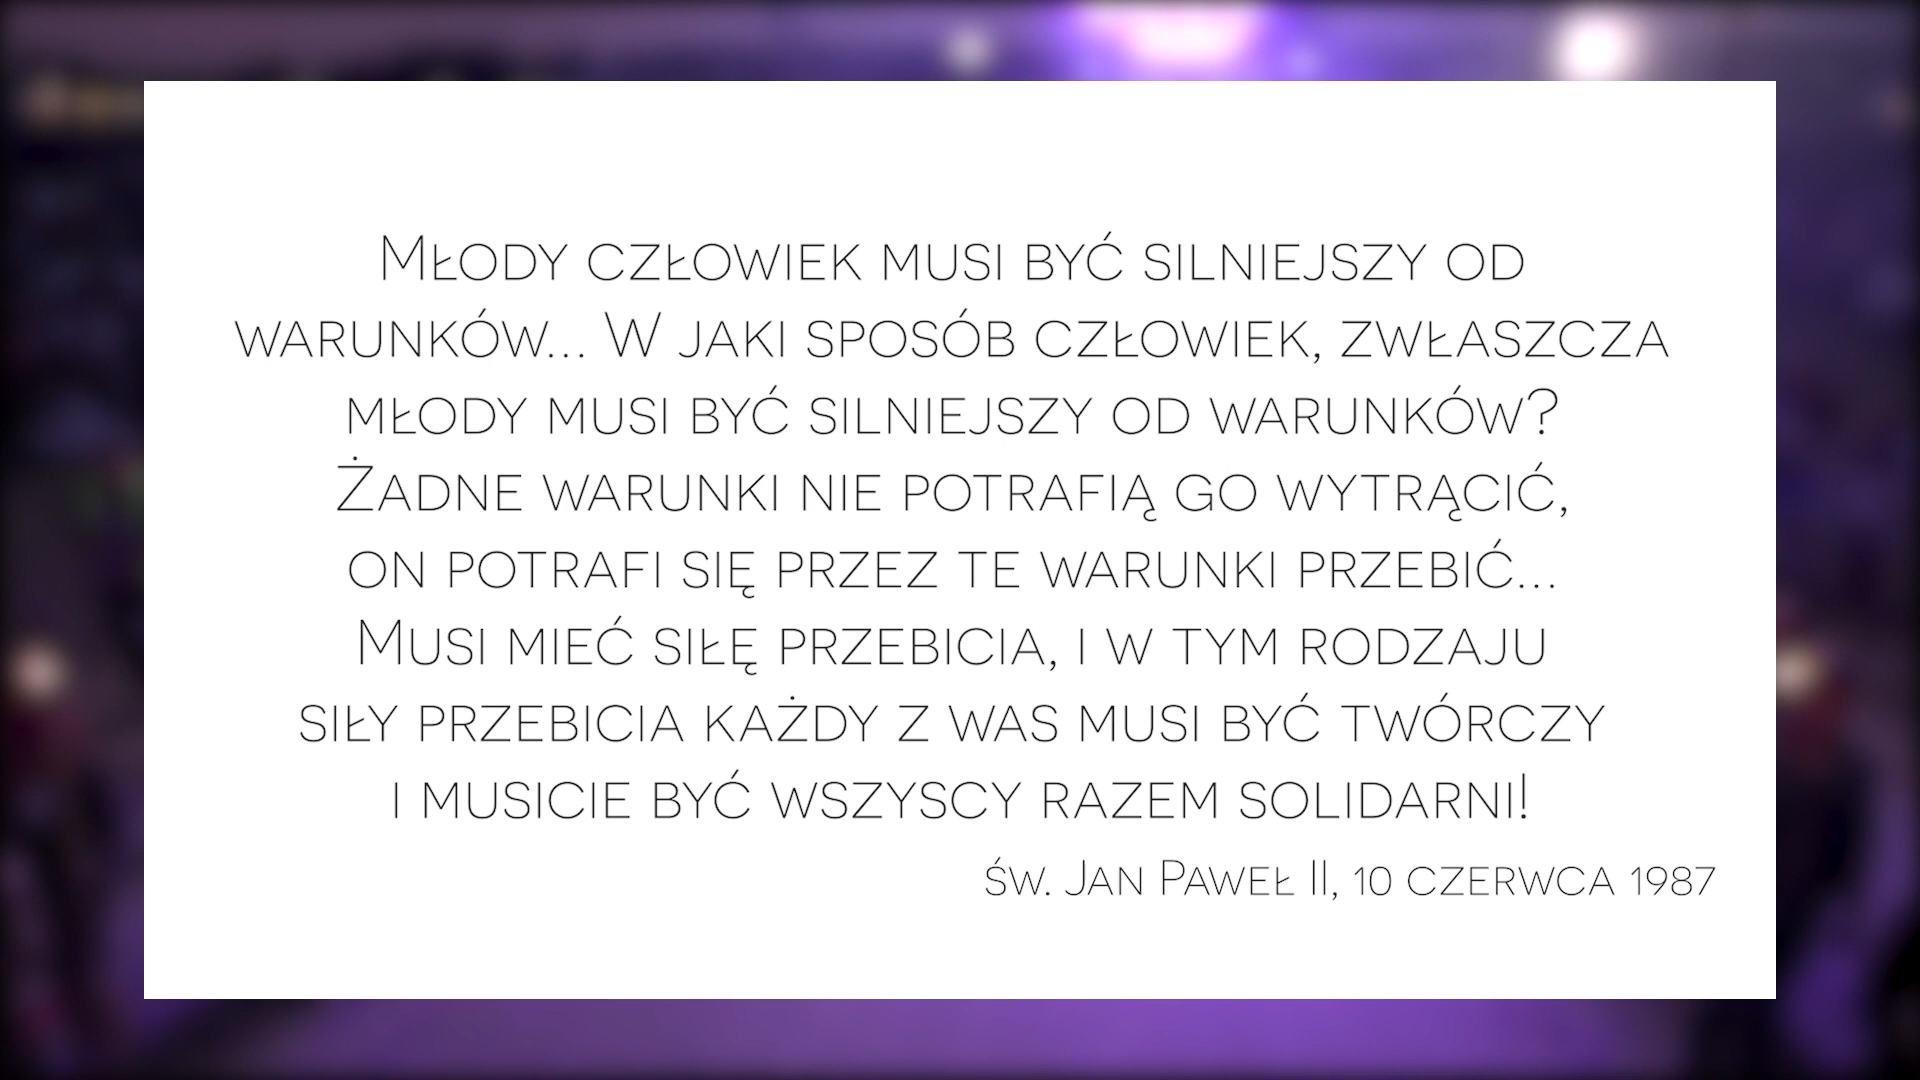 Młody człowiek musi być silniejszy od
warunków... W jaki sposób człowiek, zwłaszcza
młody musi być silniejszy od warunków?
Żadne warunki nie potrafią go wytrącić,
on potrafi się przez te warunki przebić...
Musi mieć siłę przebicia, i w tym rodzaju
siły przebicia każdy z was musi być twórczy
i musicie być wszyscy razem solidarni!
św. Jan Paweł II, 10 czerwca 1987